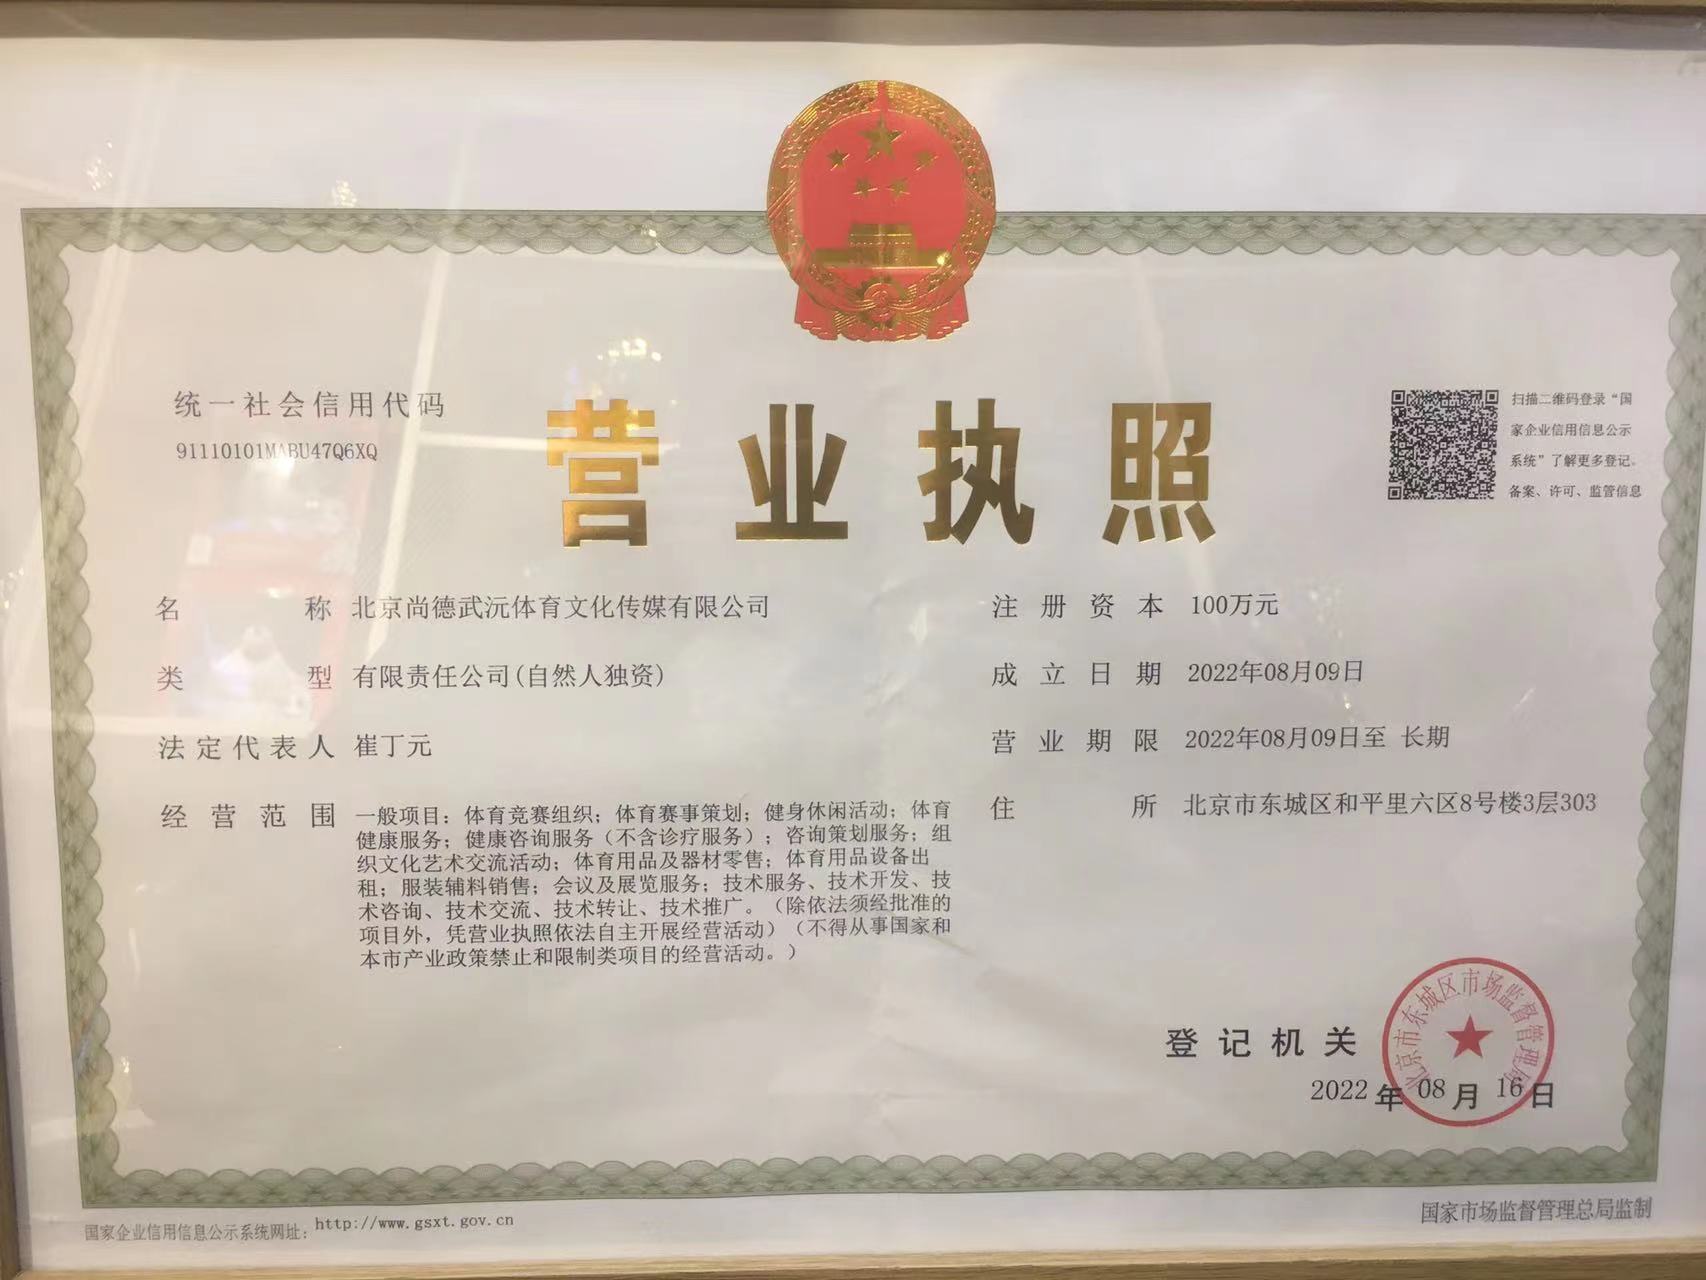 统一社会信用代码
91110101MABU47Q6XQ
营业执照
扫描二维码登录“国
家企业信用信息公示
系统”了解更多登记、
备案、许可、监管信息
名称 北京尚德武沅体育文化传媒有限公司
类型 有限责任公司(自然人独资)
法定代表人 崔丁元
经营范围 一般项目：体育竞赛组织；体育赛事策划；健身休闲活动；体育
健康服务；健康咨询服务（不含诊疗服务）；咨询策划服务；组
织文化艺术交流活动；体育用品及器材零售；体育用品设备出
租；服装辅料销售；会议及展览服务；技术服务、技术开发、技
术咨询、技术交流、技术转让、技术推广。（除依法须经批准的
项目外，凭营业执照依法自主开展经营活动）（不得从事国家和
本市产业政策禁止和限制类项目的经营活动。）
注册资本 100万元
成立日期 2022年08月09日
营业期限 2022年08月09日至 长期
住所 北京市东城区和平里六区8号楼3层303
登记机关
北京市东城区市场监督管理局
2022年08月16日
国家企业信用信息公示系统网址：http://www.gsxt.gov.cn
国家市场监督管理总局监制